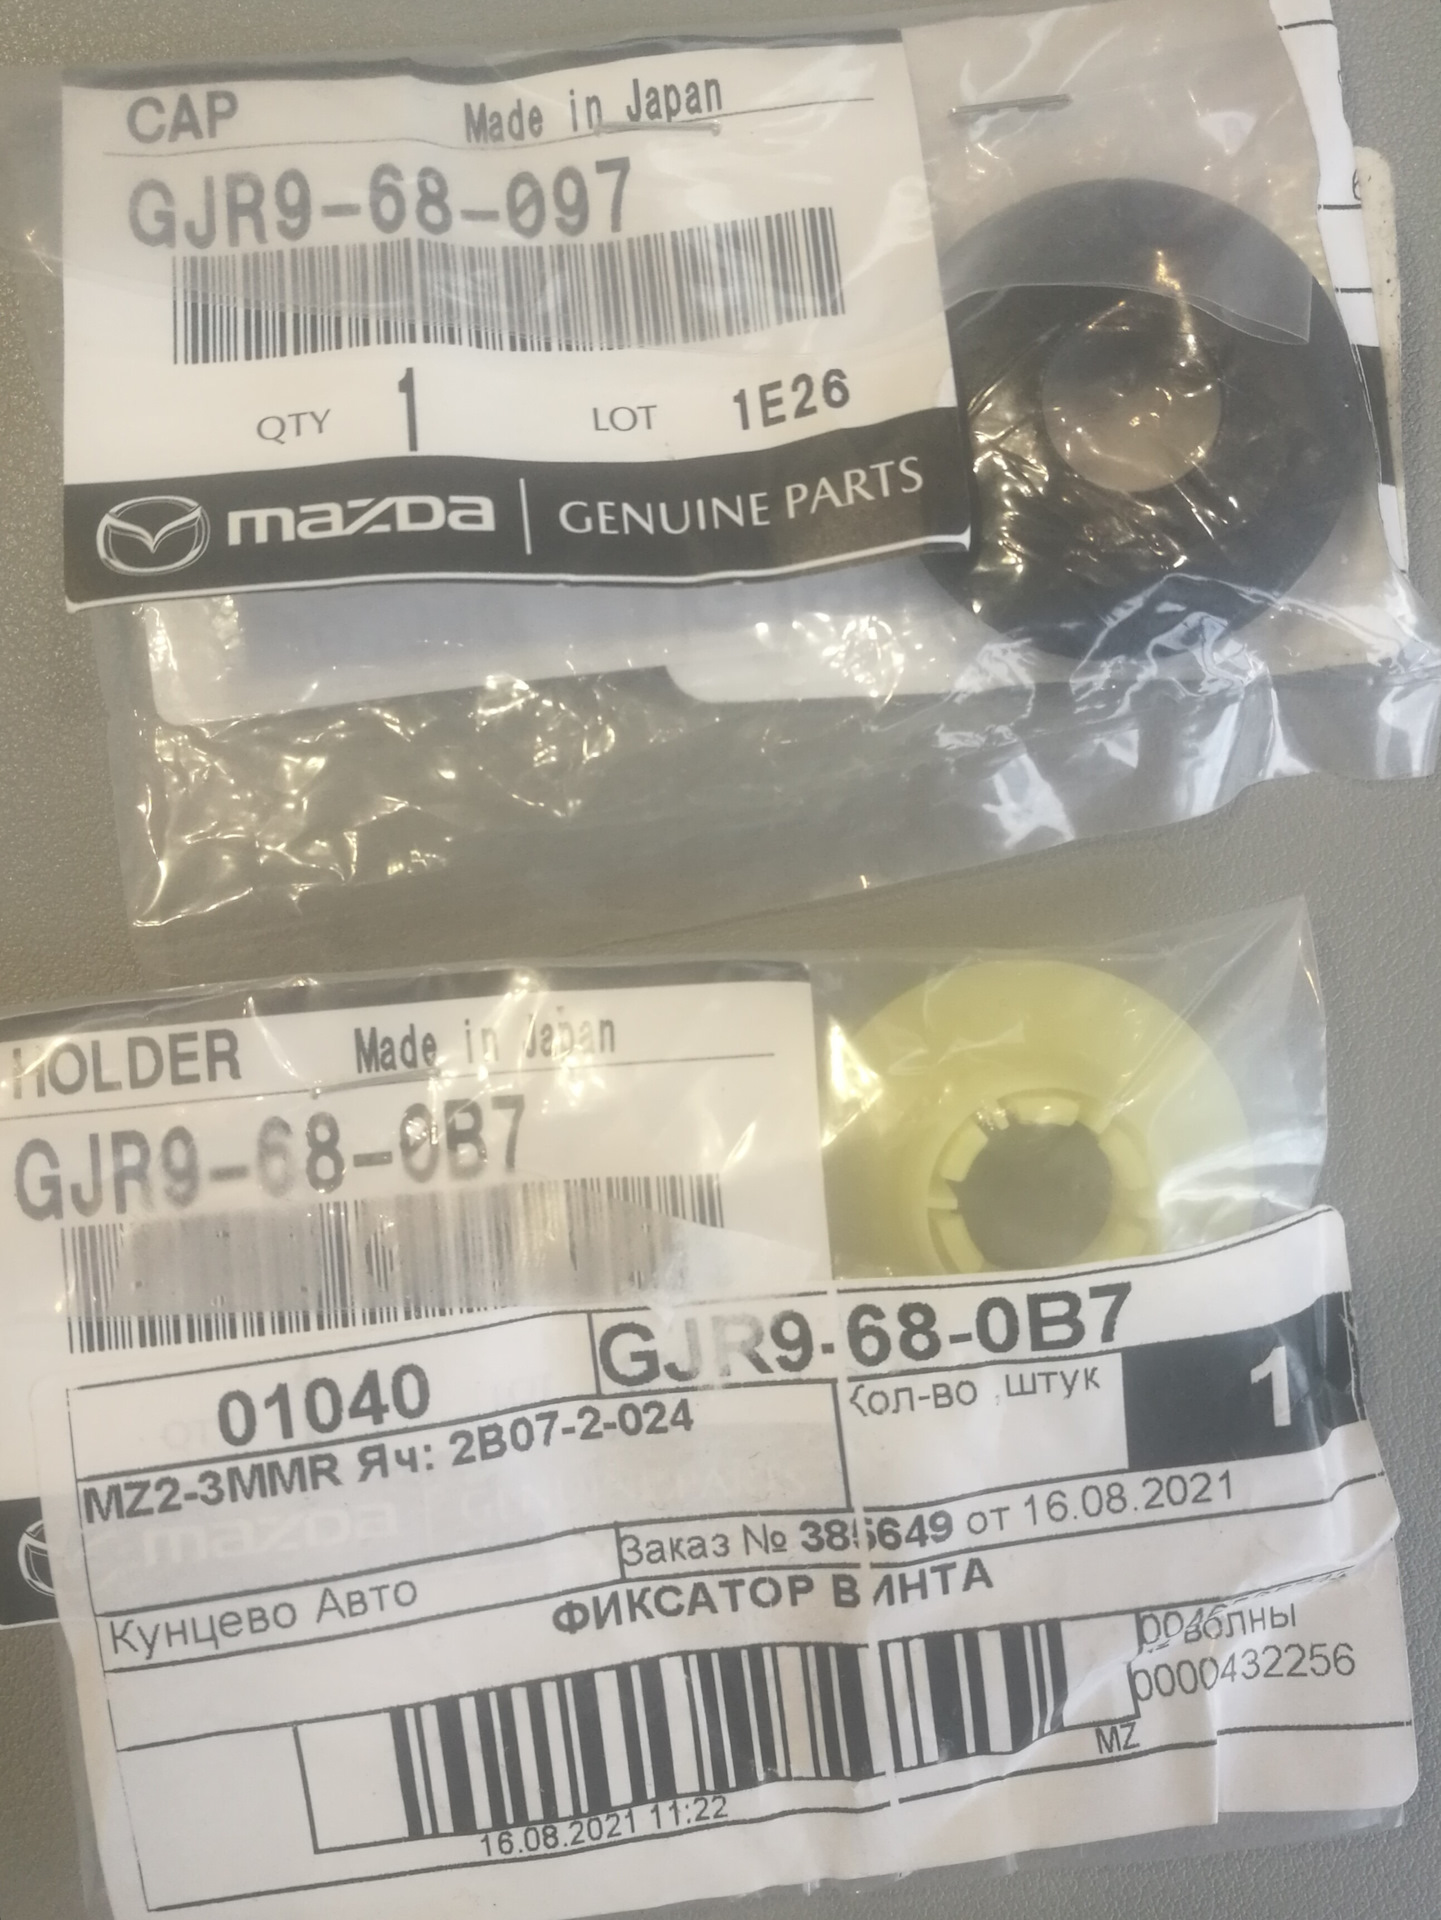 CAP Made in Japan
GJR9-68-097
QTY 1 LOT 1E26
mazda GENUINE PARTS
HOLDER Made in Japan
GJR9-68-0B7
01040 GJR9-68-0B7
MZ2-3MMR Яч: 2B07-2-024 Кол-во штук 1
Заказ № 385649 от 16.08.2021
Кунцево Авто ФИКСАТОР ВИНТА
0000432256
MZ
16.08.2021 11:22